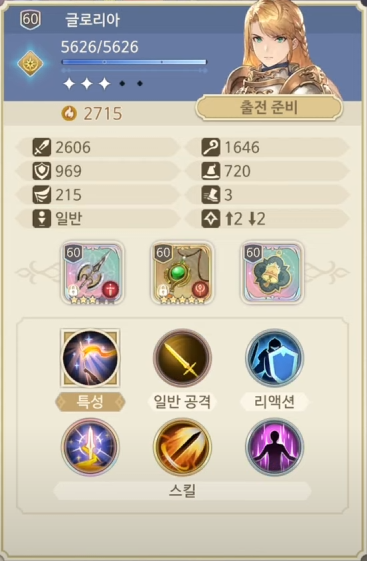 60 글로리아
5626/5626
2715
출전 준비
2606 1646
969 720
215 3
일반 2 2
60 60 60
특성 일반 공격 리액션
스킬